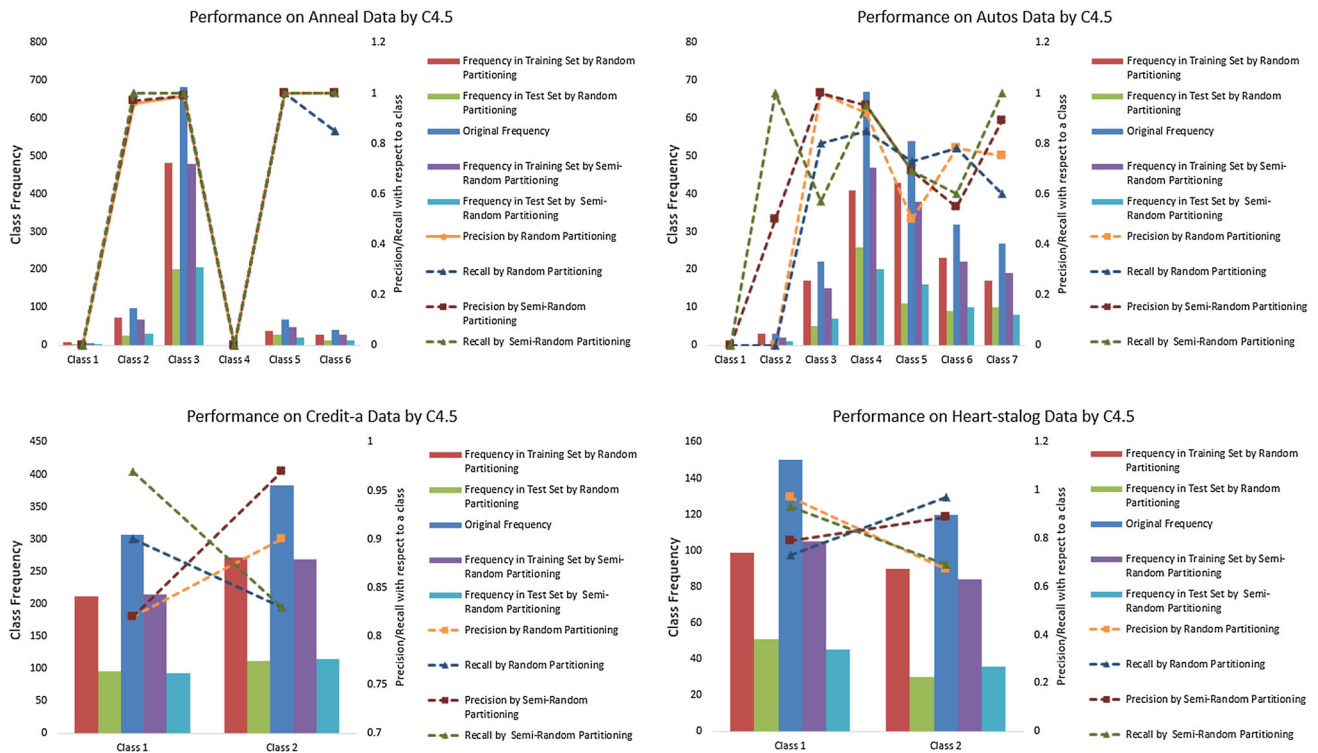 Performance on Anneal Data by C4.5
800
700
600
500
400
300
200
100
0
Class Frequency
Class 1
Class 2
Class 3
Class 4
Class 5
Class 6
1.2
1
0.8
0.6
0.4
0.2
0
Precision/Recall with respect to a class
Frequency in Training Set by Random
Partitioning
Frequency in Test Set by Random
Partitioning
Original Frequency
Frequency in Training Set by Semi-
Random Partitioning
Frequency in Test Set by Semi-
Random Partitioning
Precision by Random Partitioning
Recall by Random Partitioning
Precision by Semi-Random
Partitioning
Recall by Semi-Random Partitioning
Performance on Autos Data by C4.5
80
70
60
50
40
30
20
10
0
Class Frequency
Class 1
Class 2
Class 3
Class 4
Class 5
Class 6
Class 7
1.2
1
0.8
0.6
0.4
0.2
0
Precision/Recall with respect to a class
Frequency in Training Set by Random
Partitioning
Frequency in Test Set by Random
Partitioning
Original Frequency
Frequency in Training Set by Semi-
Random Partitioning
Frequency in Test Set by Semi-
Random Partitioning
Precision by Random Partitioning
Recall by Random Partitioning
Precision by Semi-Random
Partitioning
Recall by Semi-Random Partitioning
Performance on Credit-a Data by C4.5
450
400
350
300
250
200
150
100
50
0
Class Frequency
Class 1
Class 2
1
0.95
0.9
0.85
0.8
0.75
0.7
Precision/Recall with respect to a class
Frequency in Training Set by Random
Partitioning
Frequency in Test Set by Random
Partitioning
Original Frequency
Frequency in Training Set by Semi-
Random Partitioning
Frequency in Test Set by Semi-
Random Partitioning
Precision by Random Partitioning
Recall by Random Partitioning
Precision by Semi-Random
Partitioning
Recall by Semi-Random Partitioning
Performance on Heart-stalog Data by C4.5
160
140
120
100
80
60
40
20
0
Class Frequency
Class 1
Class 2
1.2
1
0.8
0.6
0.4
0.2
0
Precision/Recall with respect to a class
Frequency in Training Set by Random
Partitioning
Frequency in Test Set by Random
Partitioning
Original Frequency
Frequency in Training Set by Semi-
Random Partitioning
Frequency in Test Set by Semi-
Random Partitioning
Precision by Random Partitioning
Recall by Random Partitioning
Precision by Semi-Random Partitioning
Recall by Semi-Random Partitioning